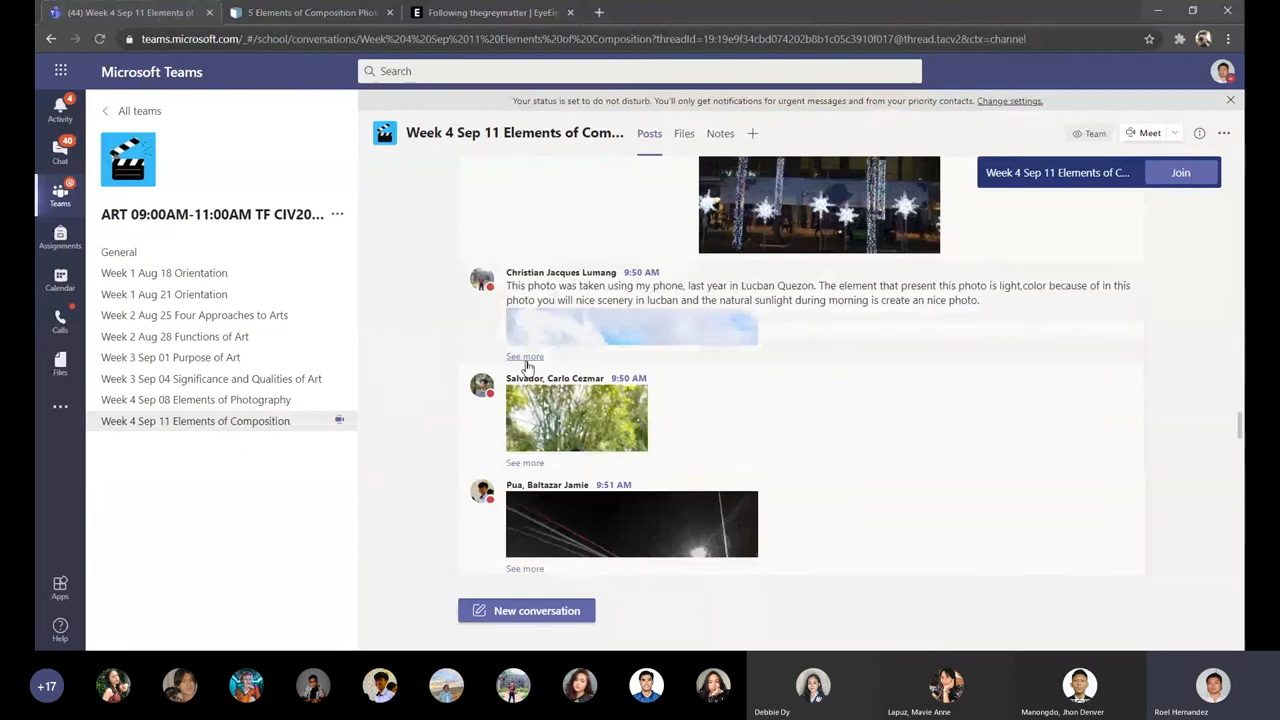 (44) Week 4 Sep 11 Elements of
5 Elements of Composition Phot
Following thegreymatter | EyeEm
teams.microsoft.com/_#/school/conversations/Week%204%20Sep%2011%20Elements%20of%20Composition?threadId=19:19e9f34cbd074202b8b1c05c3910f017@thread.tacv2&ctx=channel
Microsoft Teams
Search
Your status is set to do not disturb. You'll only get notifications for urgent messages and from your priority contacts. Change settings.
4
Activity
40
Chat
Teams
Assignments
Calendar
Calls
Files
Apps
Help
All teams
ART 09:00AM-11:00AM TF CIV20...
General
Week 1 Aug 18 Orientation
Week 1 Aug 21 Orientation
Week 2 Aug 25 Four Approaches to Arts
Week 2 Aug 28 Functions of Art
Week 3 Sep 01 Purpose of Art
Week 3 Sep 04 Significance and Qualities of Art
Week 4 Sep 08 Elements of Photography
Week 4 Sep 11 Elements of Composition
Week 4 Sep 11 Elements of Com...
Posts
Files
Notes
Team
Meet
Week 4 Sep 11 Elements of C...
Join
Christian Jacques Lumang 9:50 AM
This photo was taken using my phone, last year in Lucban Quezon. The element that present this photo is light,color because of in this
photo you will nice scenery in lucban and the natural sunlight during morning is create an nice photo.
See more
Salvador, Carlo Cezmar 9:50 AM
See more
Pua, Baltazar Jamie 9:51 AM
See more
New conversation
+17
Debbie Dy
Lapuz, Mavie Anne
Manongdo, Jhon Denver
Roel Hernandez